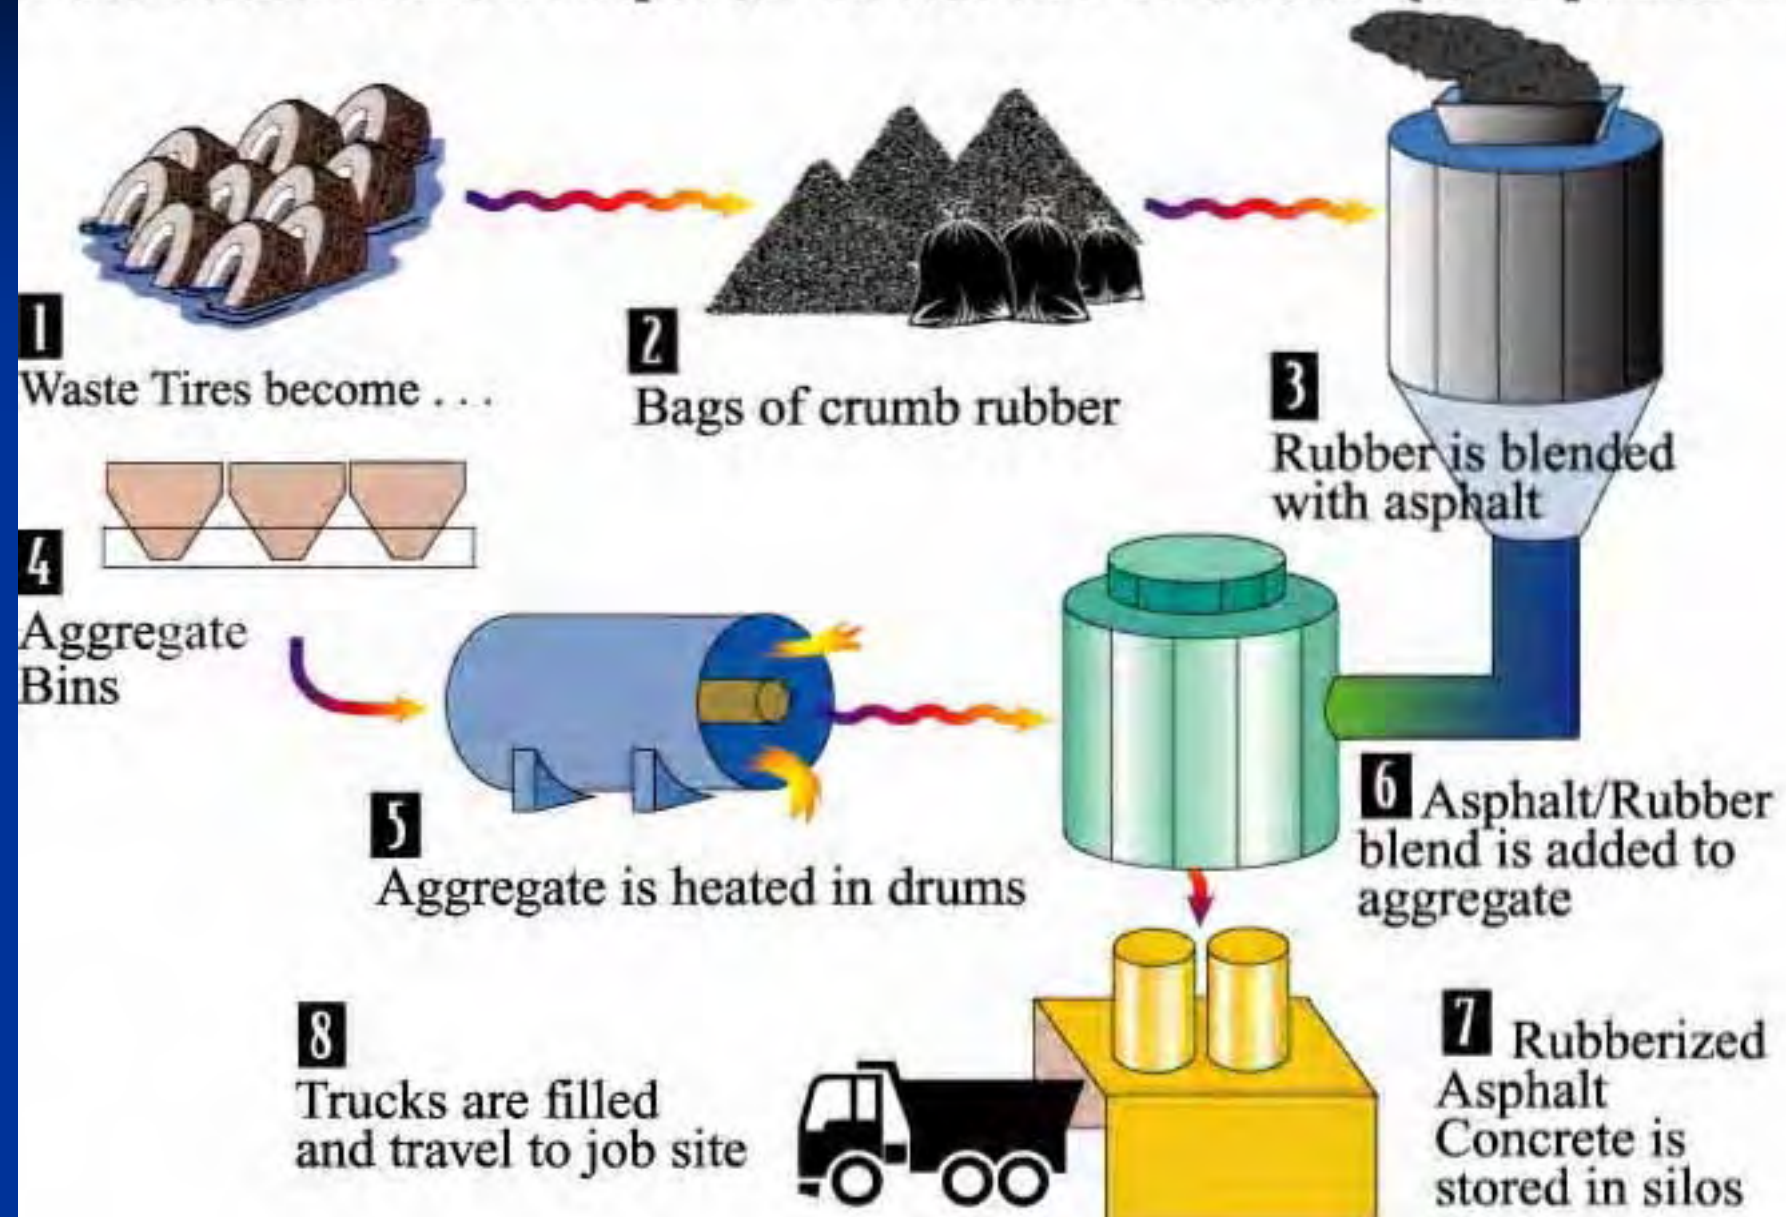 1
Waste Tires become . . .
2
Bags of crumb rubber
3
Rubber is blended
with asphalt
4
Aggregate
Bins
5
Aggregate is heated in drums
6 Asphalt/Rubber
blend is added to
aggregate
7 Rubberized
Asphalt
Concrete is
stored in silos
8
Trucks are filled
and travel to job site